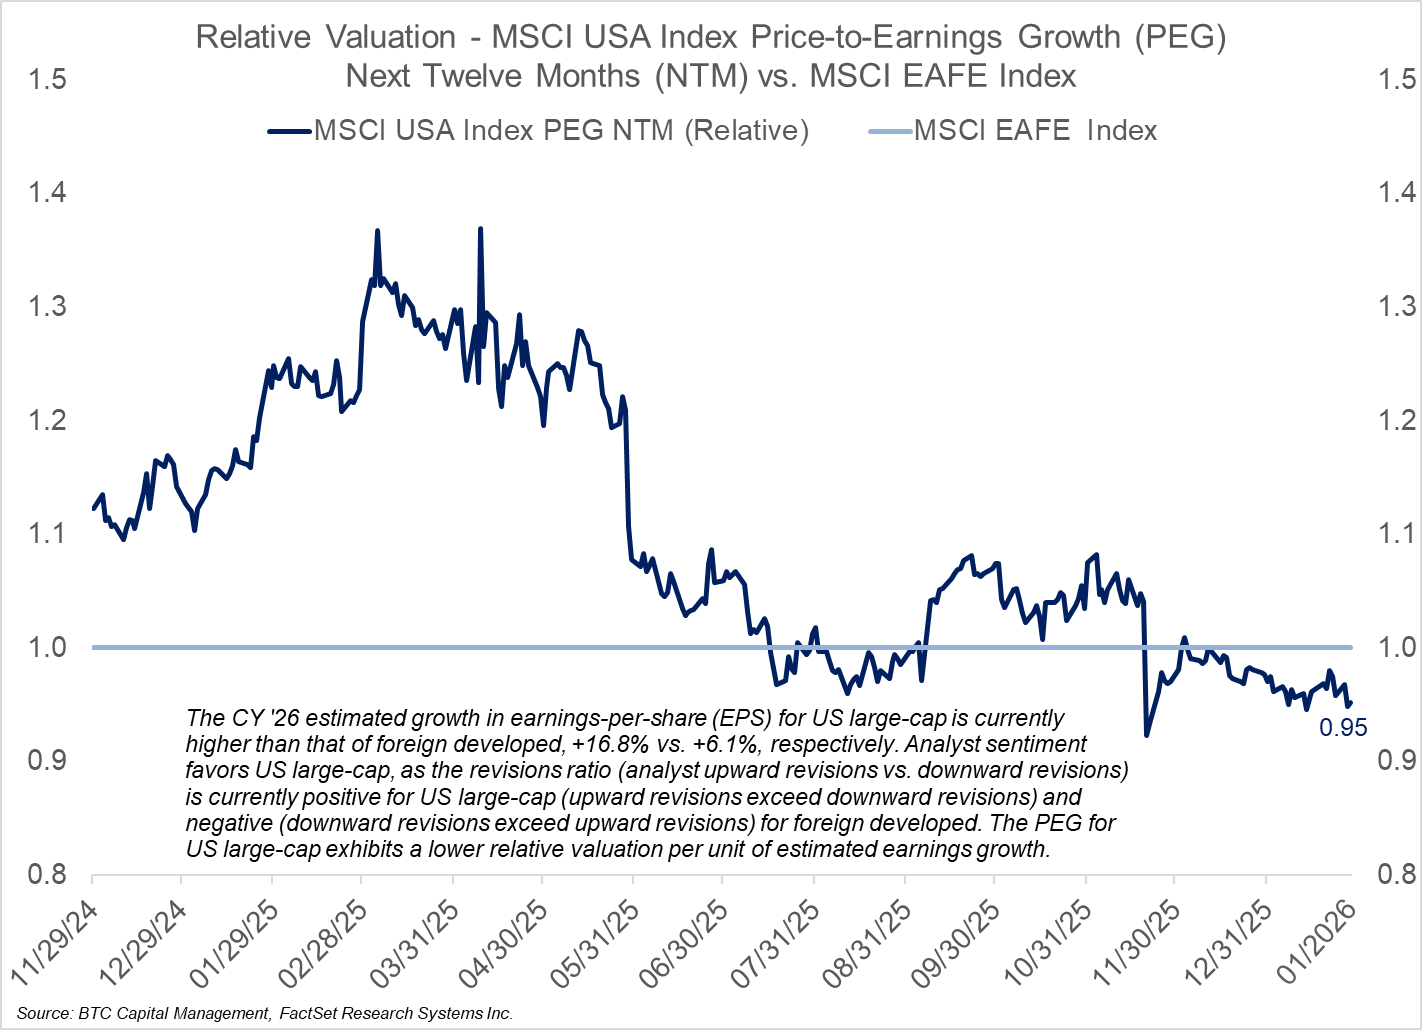 Relative Valuation - MSCI USA Index Price-to-Earnings Growth (PEG)
Next Twelve Months (NTM) vs. MSCI EAFE Index
MSCI USA Index PEG NTM (Relative)
MSCI EAFE Index
1.5
1.4
1.3
1.2
1.1
1.0
0.9
0.8
1.5
1.4
1.3
1.2
1.1
1.0
0.9
0.8
0.95
The CY '26 estimated growth in earnings-per-share (EPS) for US large-cap is currently
higher than that of foreign developed, +16.8% vs. +6.1%, respectively. Analyst sentiment
favors US large-cap, as the revisions ratio (analyst upward revisions vs. downward revisions)
is currently positive for US large-cap (upward revisions exceed downward revisions) and
negative (downward revisions exceed upward revisions) for foreign developed. The PEG for
US large-cap exhibits a lower relative valuation per unit of estimated earnings growth.
11/29/24
12/29/24
01/29/25
02/28/25
03/31/25
04/30/25
05/31/25
06/30/25
07/31/25
08/31/25
09/30/25
10/31/25
11/30/25
12/31/25
01/2026
Source: BTC Capital Management, FactSet Research Systems Inc.